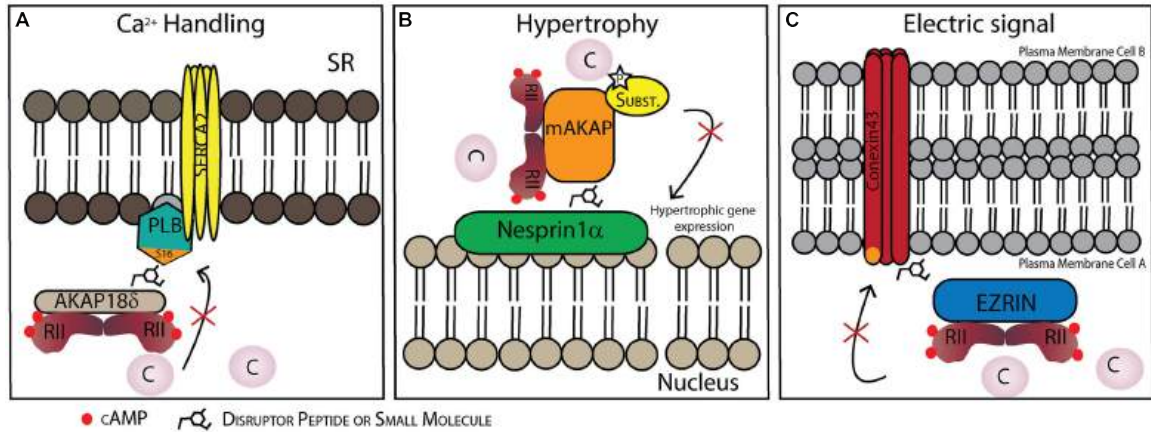 A
Ca²⁺ Handling
SR
SERCA2
PLB
S16
AKAP18δ
RII
RII
C
C
B
Hypertrophy
C
P
SUBST.
RII
mAKAP
C
RII
Hypertrophic gene
expression
Nesprin1α
Nucleus
C
Electric signal
Plasma Membrane Cell B
Conexin43
Plasma Membrane Cell A
EZRIN
RII
RII
C
C
cAMP
DISRUPTOR PEPTIDE OR SMALL MOLECULE